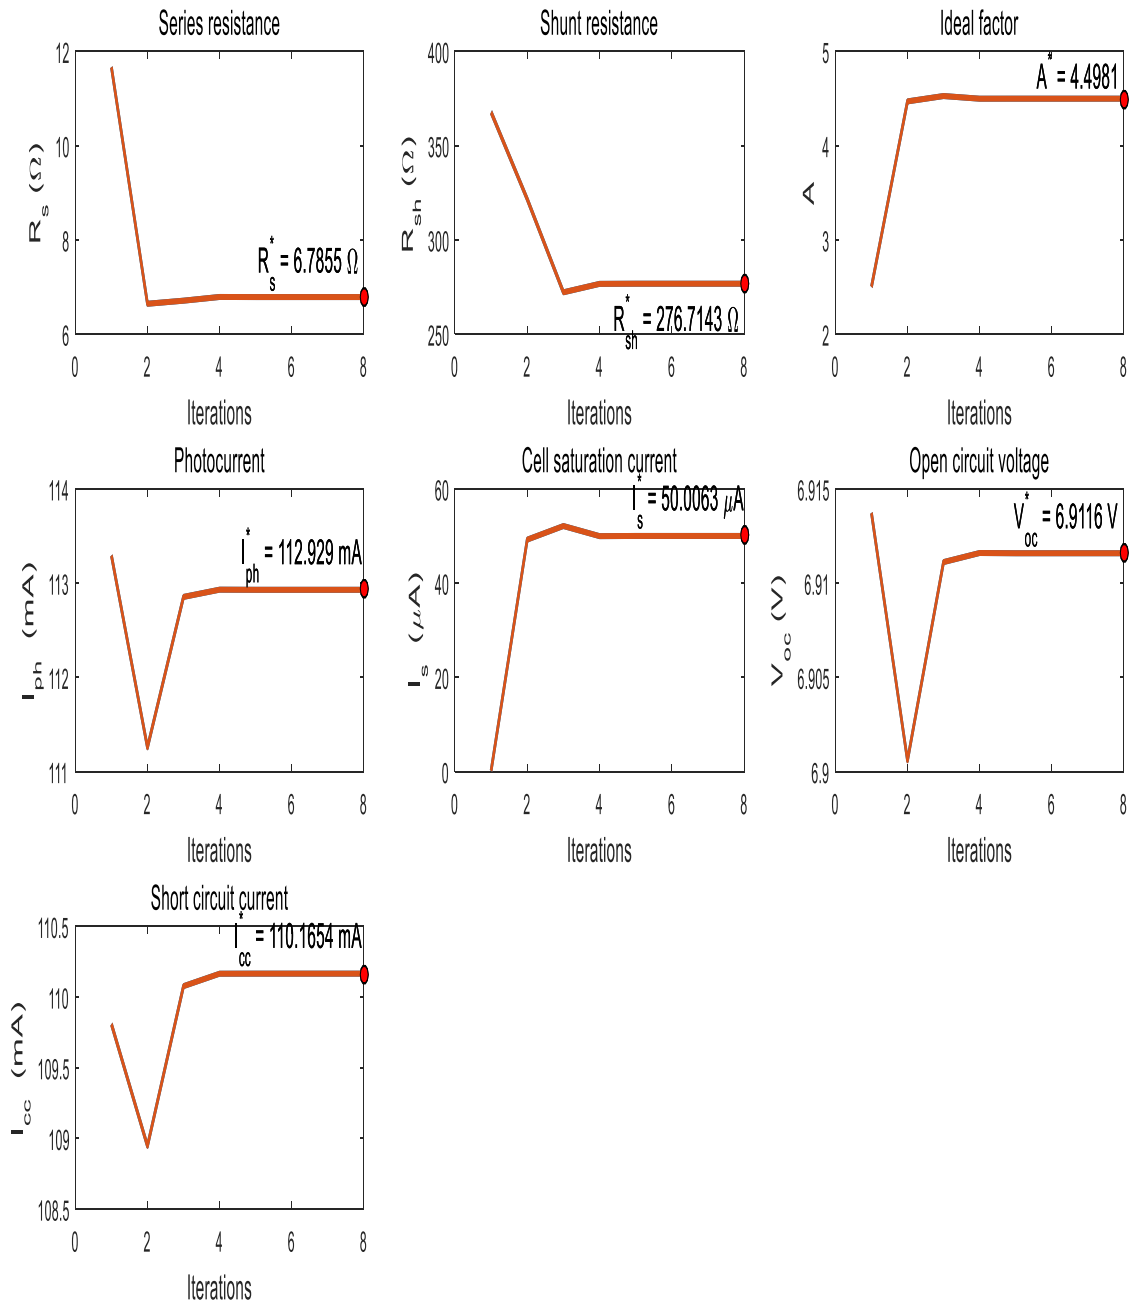 Series resistance
12
10
8
6
R_s (Ω)
R_s^* = 6.7855 Ω
0 2 4 6 8
Iterations
Shunt resistance
400
350
300
250
R_sh (Ω)
R_sh^* = 276.7143 Ω
0 2 4 6 8
Iterations
Ideal factor
5
4
3
2
A
A^* = 4.4981
0 2 4 6 8
Iterations
Photocurrent
114
113
112
111
I_ph (mA)
I_ph^* = 112.929 mA
0 2 4 6 8
Iterations
Cell saturation current
60
40
20
0
I_s (μA)
I_s^* = 50.0063 μA
0 2 4 6 8
Iterations
Open circuit voltage
6.915
6.91
6.905
6.9
V_oc (V)
V_oc^* = 6.9116 V
0 2 4 6 8
Iterations
Short circuit current
110.5
110
109.5
109
108.5
I_cc (mA)
I_cc^* = 110.1654 mA
0 2 4 6 8
Iterations